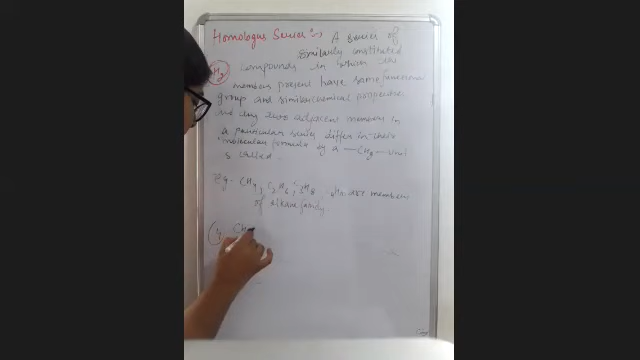 Homologus Series :-) A series of
similarly constituted
compounds in which the
members present have same functional
group and similar chemical properties
and any two adjacent members in
a particular series differ in their
molecular formula by a —CH2— unit
is called.
Eg. CH4, C2H6, C3H8, are members
of alkane family.
CH